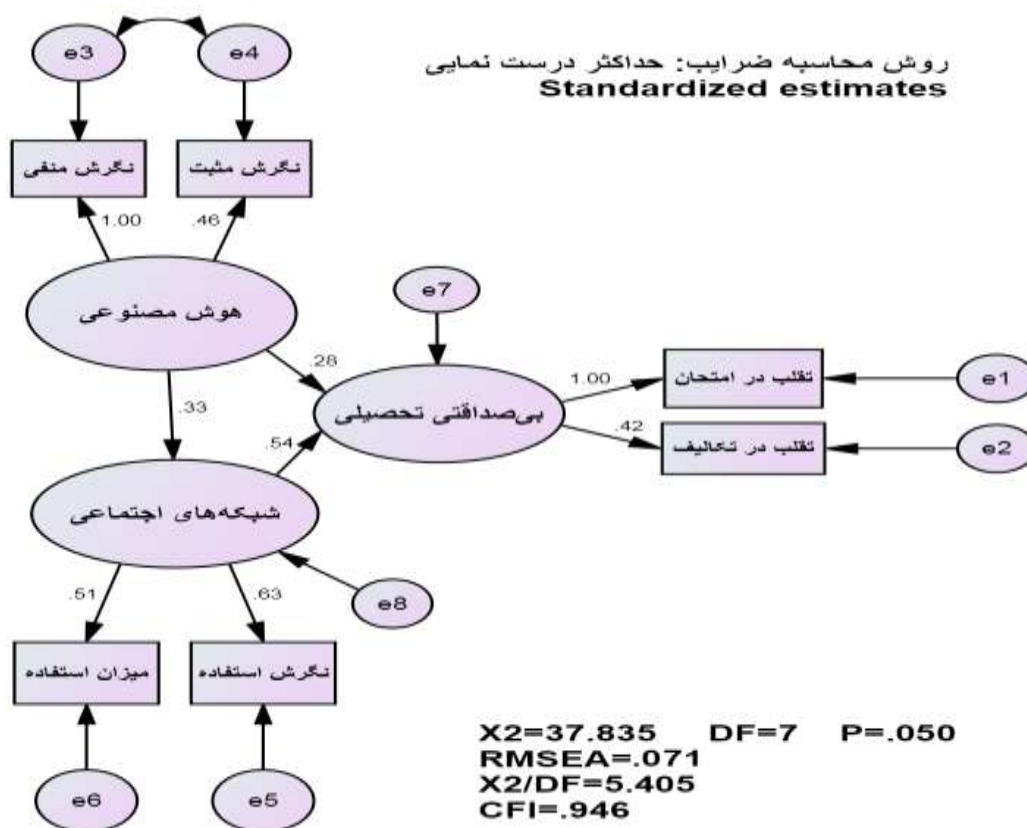 e3
e4
روش محاسبه ضرایب: حداکثر درست نمایی
Standardized estimates
نگرش منفی
نگرش مثبت
1.00
.46
هوش مصنوعی
e7
.28
.33
بی‌صداقتی تحصیلی
1.00
تقلب در امتحان
e1
.42
تقلب در تکالیف
e2
.54
شبکه‌های اجتماعی
.51
.63
e8
میزان استفاده
نگرش استفاده
e6
e5
X2=37.835 DF=7 P=.050
RMSEA=.071
X2/DF=5.405
CFI=.946